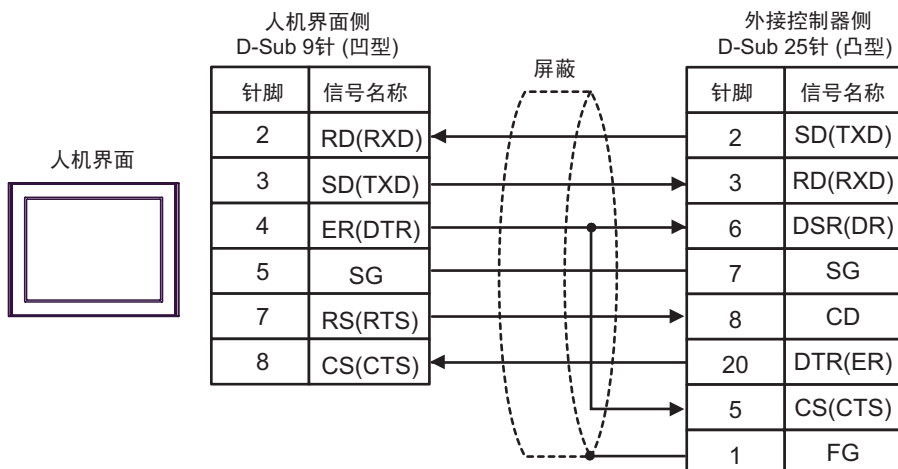 人机界面侧
D-Sub 9针 (凹型)
外接控制器侧
D-Sub 25针 (凸型)
屏蔽
人机界面
针脚 信号名称
2 RD(RXD)
3 SD(TXD)
4 ER(DTR)
5 SG
7 RS(RTS)
8 CS(CTS)
针脚 信号名称
2 SD(TXD)
3 RD(RXD)
6 DSR(DR)
7 SG
8 CD
20 DTR(ER)
5 CS(CTS)
1 FG